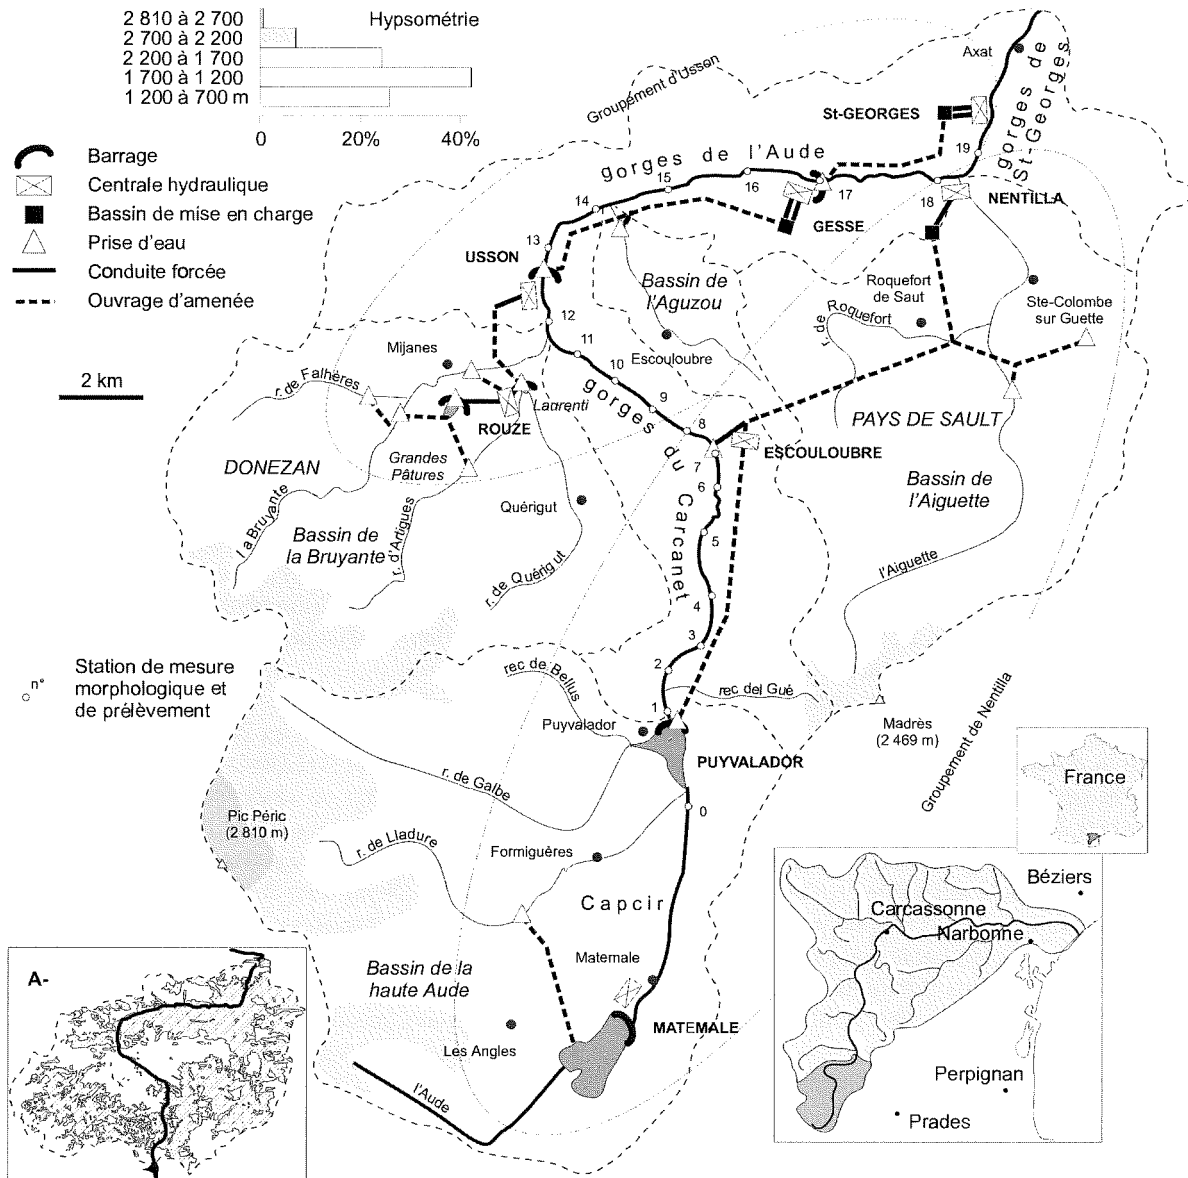 Hypsométrie
2 810 à 2 700
2 700 à 2 200
2 200 à 1 700
1 700 à 1 200
1 200 à 700 m
0
20%
40%
Barrage
Centrale hydraulique
Bassin de mise en charge
Prise d'eau
Conduite forcée
Ouvrage d'amenée
2 km
n°
Station de mesure
morphologique et
de prélèvement
Groupement d'Usson
Axat
gorges de
St-Georges
St-GEORGES
gorges de l'Aude
19
18
17
16
15
14
13
12
11
10
9
8
7
6
5
4
3
2
1
0
NENTILLA
GESSE
USSON
Bassin de
l'Aguzou
Roquefort
de Saut
r. de Roquefort
Ste-Colombe
sur Guette
Escouloubre
Mijanes
r. de Falhères
Laurenti
ROUZE
gorges du Carcanet
PAYS DE SAULT
ESCOULOUBRE
DONEZAN
Grandes
Pâtures
Quérigut
Bassin de
l'Aiguette
la Bruyante
Bassin de
la Bruyante
r. d'Artigues
r. de Quérigut
l'Aiguette
rec de Bellus
rec del Gué
Puyvalador
Madrès
(2 469 m)
Groupement de Nentilla
PUYVALADOR
France
r. de Galbe
Pic Péric
(2 810 m)
r. de Lladure
Formiguères
Capcir
Béziers
Carcassonne
Narbonne
Perpignan
Prades
A-
Bassin de la
haute Aude
Matemale
MATEMALE
Les Angles
l'Aude